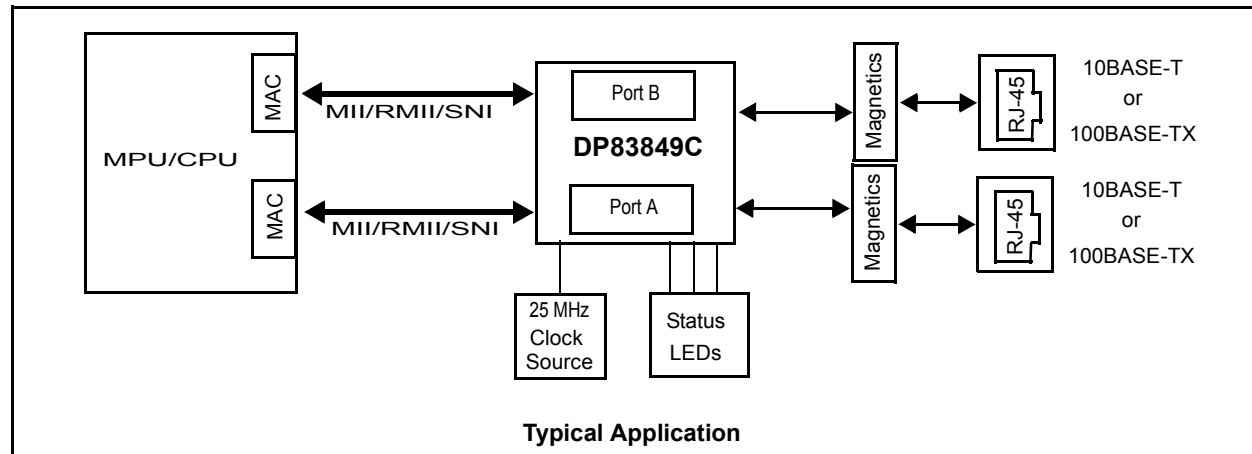 MPU/CPU
MAC
MAC
MII/RMII/SNI
MII/RMII/SNI
Port B
DP83849C
Port A
25 MHz
Clock
Source
Status
LEDs
Magnetics
Magnetics
RJ-45
RJ-45
10BASE-T
or
100BASE-TX
10BASE-T
or
100BASE-TX
Typical Application